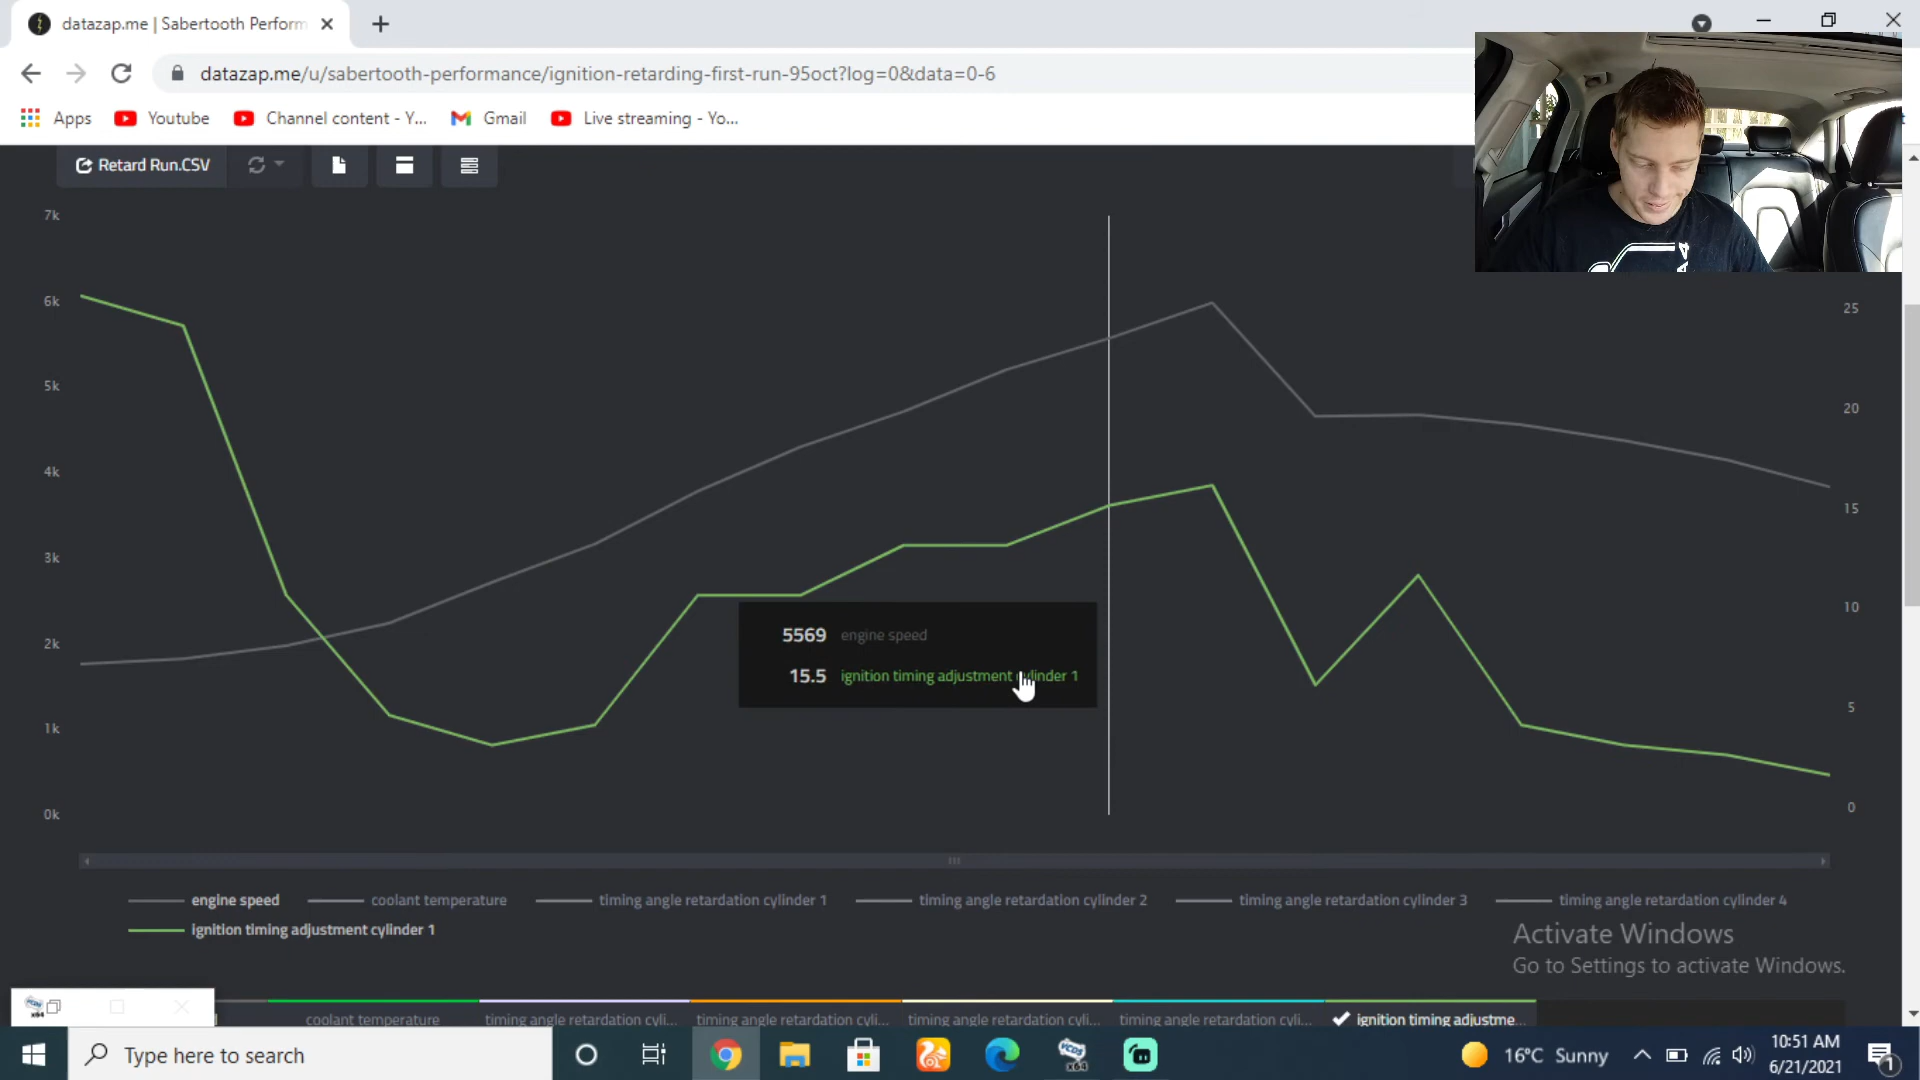 datazap.me | Sabertooth Perform
datazap.me/u/sabertooth-performance/ignition-retarding-first-run-95oct?log=0&data=0-6
Apps
Youtube
Channel content - Y...
Gmail
Live streaming - Yo...
Retard Run.CSV
7k
6k
5k
4k
3k
2k
1k
0k
25
20
15
10
5
0
5569 engine speed
15.5 ignition timing adjustment cylinder 1
engine speed
coolant temperature
timing angle retardation cylinder 1
timing angle retardation cylinder 2
timing angle retardation cylinder 3
timing angle retardation cylinder 4
ignition timing adjustment cylinder 1
Activate Windows
Go to Settings to activate Windows.
coolant temperature
timing angle retardation cyli...
timing angle retardation cyli...
timing angle retardation cyli...
timing angle retardation cyli...
ignition timing adjustme...
Type here to search
VCDS
x64
16°C Sunny
10:51 AM
6/21/2021
1